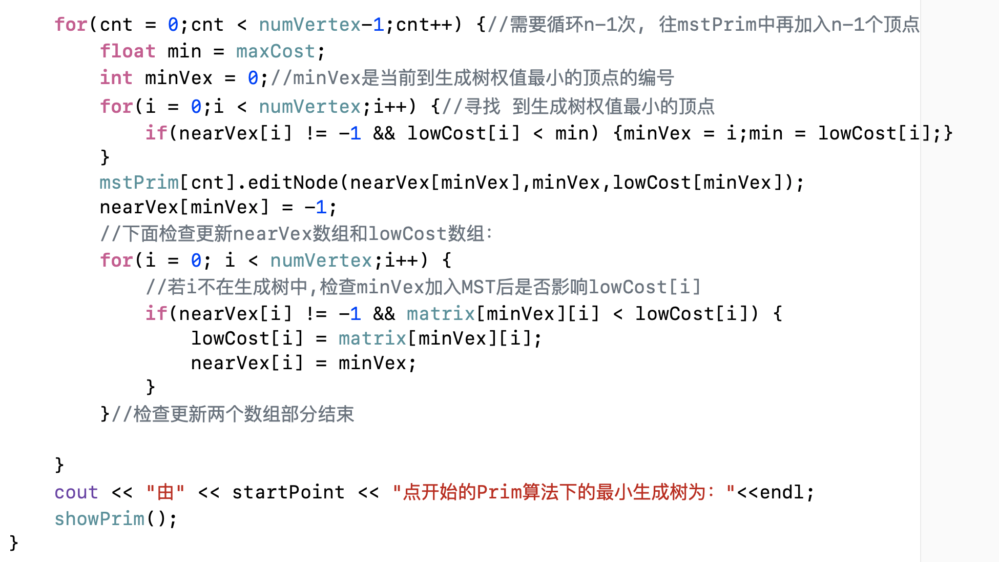 for(cnt = 0;cnt < numVertex-1;cnt++) {//需要循环n-1次, 往mstPrim中再加入n-1个顶点
float min = maxCost;
int minVex = 0;//minVex是当前到生成树权值最小的顶点的编号
for(i = 0;i < numVertex;i++) {//寻找 到生成树权值最小的顶点
if(nearVex[i] != -1 && lowCost[i] < min) {minVex = i;min = lowCost[i];}
}
mstPrim[cnt].editNode(nearVex[minVex],minVex,lowCost[minVex]);
nearVex[minVex] = -1;
//下面检查更新nearVex数组和lowCost数组:
for(i = 0; i < numVertex;i++) {
//若i不在生成树中,检查minVex加入MST后是否影响lowCost[i]
if(nearVex[i] != -1 && matrix[minVex][i] < lowCost[i]) {
lowCost[i] = matrix[minVex][i];
nearVex[i] = minVex;
}
}//检查更新两个数组部分结束
}
cout << "由" << startPoint << "点开始的Prim算法下的最小生成树为: "<<endl;
showPrim();
}